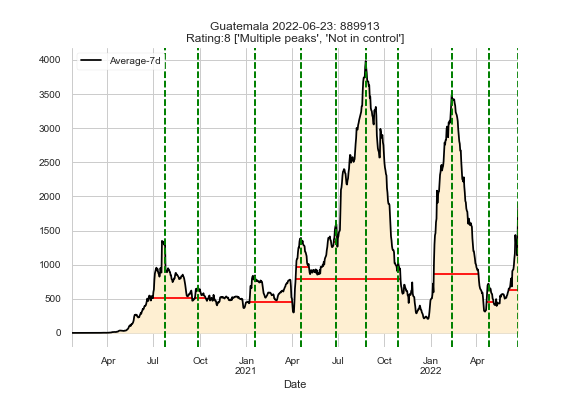 Guatemala 2022-06-23: 889913
Rating:8 ['Multiple peaks', 'Not in control']
Average-7d
4000
3500
3000
2500
2000
1500
1000
500
0
Apr Jul Oct Jan Apr Jul Oct Jan Apr
2021 2022
Date